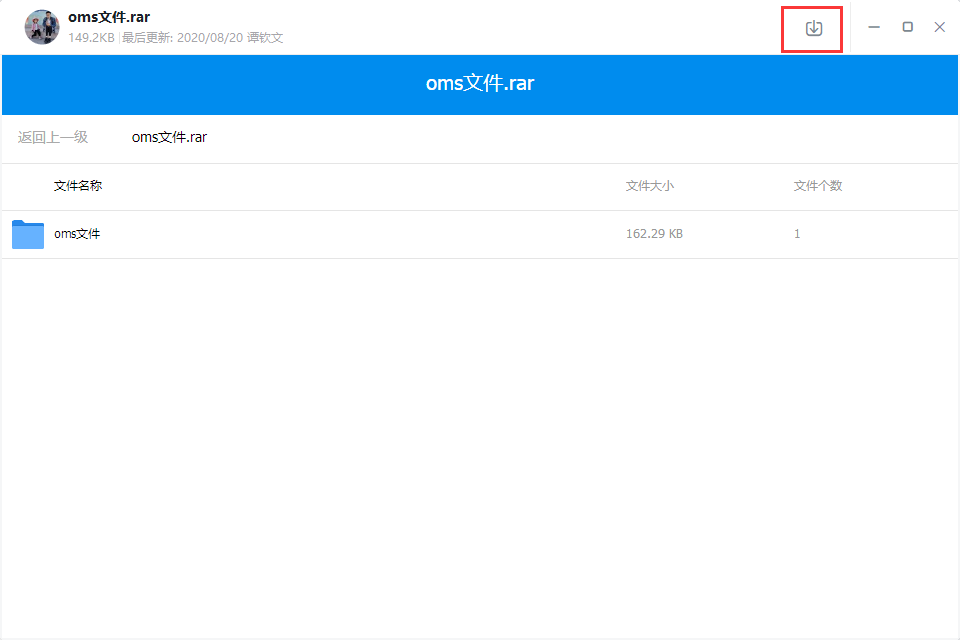 oms文件.rar
149.2KB |最后更新: 2020/08/20 谭钦文
oms文件.rar
返回上一级 oms文件.rar
文件名称 文件大小 文件个数
oms文件 162.29 KB 1